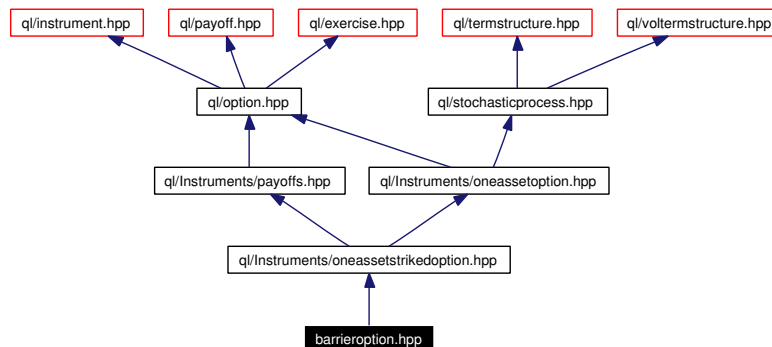 ql/instrument.hpp
ql/payoff.hpp
ql/exercise.hpp
ql/termstructure.hpp
ql/voltermstructure.hpp
ql/option.hpp
ql/stochasticprocess.hpp
ql/Instruments/payoffs.hpp
ql/Instruments/oneassetoption.hpp
ql/Instruments/oneassetstrikedoption.hpp
barrieroption.hpp